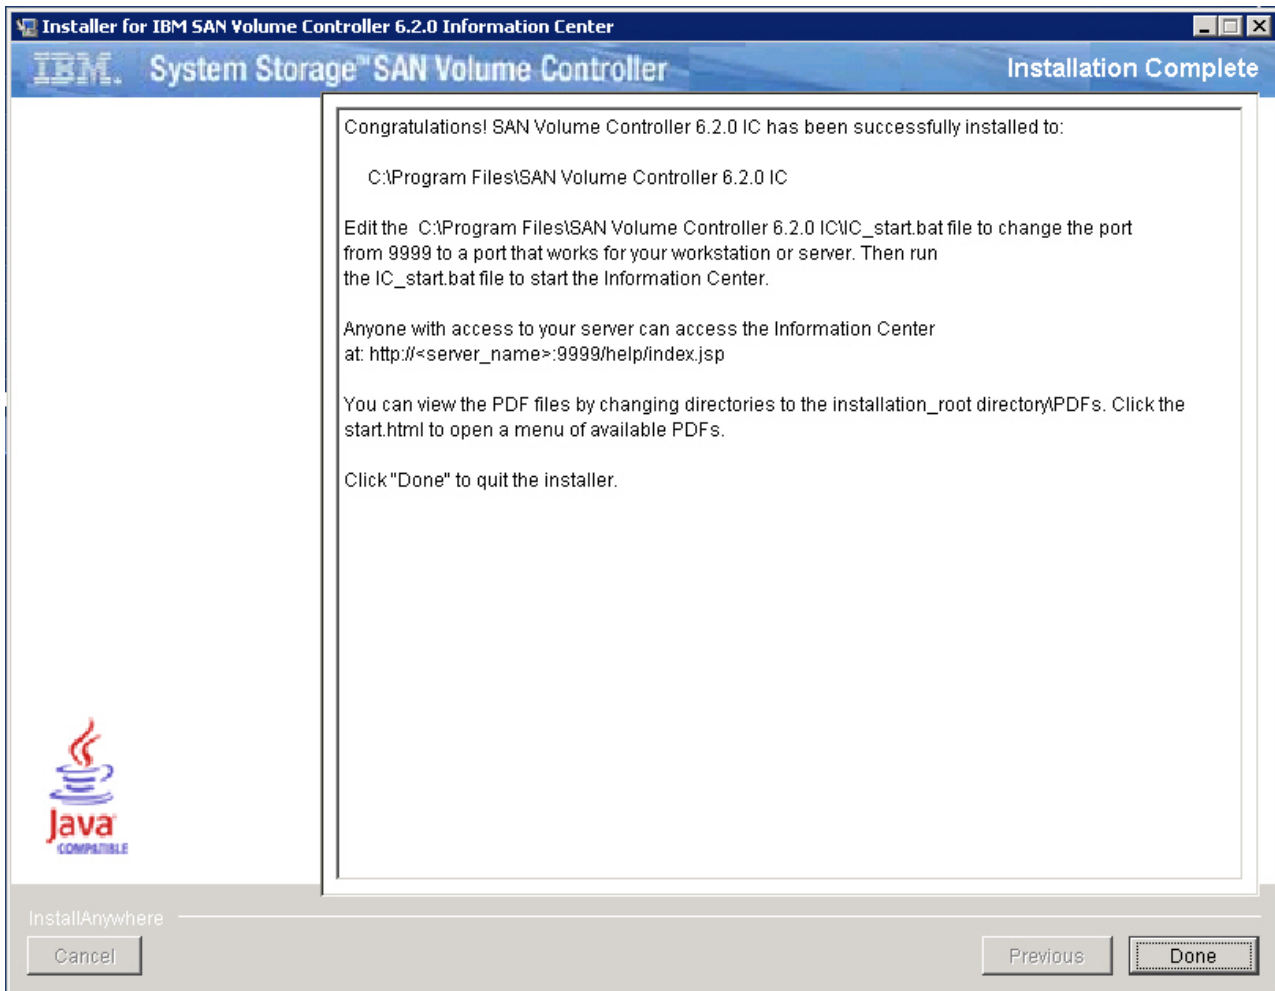 Installer for IBM SAN Volume Controller 6.2.0 Information Center
IBM. System Storage™ SAN Volume Controller
Installation Complete
Congratulations! SAN Volume Controller 6.2.0 IC has been successfully installed to:
C:\Program Files\SAN Volume Controller 6.2.0 IC
Edit the C:\Program Files\SAN Volume Controller 6.2.0 IC\IC_start.bat file to change the port
from 9999 to a port that works for your workstation or server. Then run
the IC_start.bat file to start the Information Center.
Anyone with access to your server can access the Information Center
at: http://<server_name>:9999/help/index.jsp
You can view the PDF files by changing directories to the installation_root directory\PDFs. Click the
start.html to open a menu of available PDFs.
Click "Done" to quit the installer.
Java
COMPATIBLE
InstallAnywhere
Cancel
Previous
Done